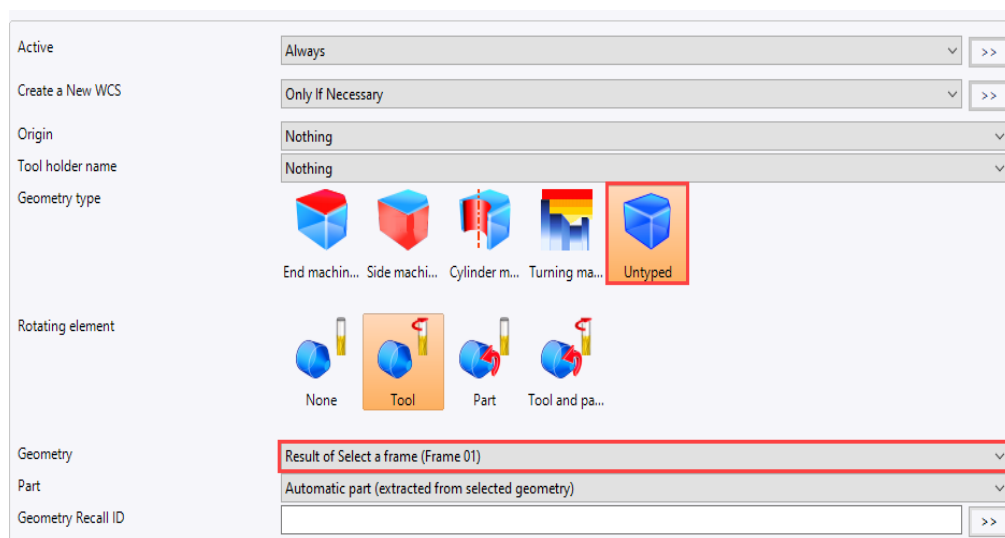 Active
Always
>>
Create a New WCS
Only If Necessary
>>
Origin
Nothing
Tool holder name
Nothing
Geometry type
End machin... Side machi... Cylinder m... Turning ma... Untyped
Rotating element
None Tool Part Tool and pa...
Geometry
Result of Select a frame (Frame 01)
Part
Automatic part (extracted from selected geometry)
Geometry Recall ID
>>